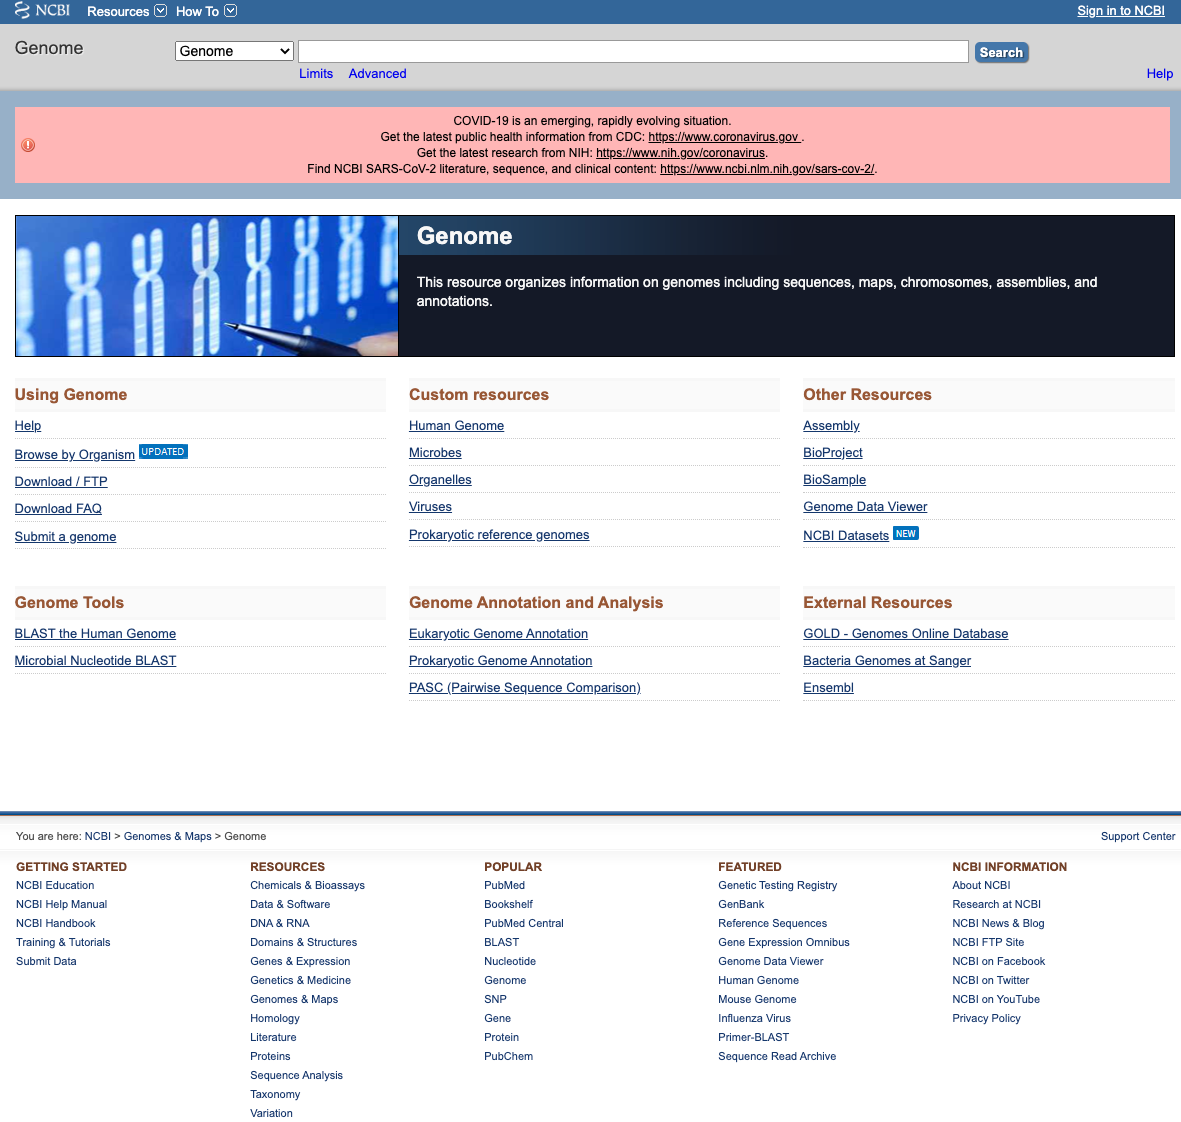 NCBI Resources How To Sign in to NCBI
Genome Genome Search
Limits Advanced Help
COVID-19 is an emerging, rapidly evolving situation.
Get the latest public health information from CDC: https://www.coronavirus.gov .
Get the latest research from NIH: https://www.nih.gov/coronavirus.
Find NCBI SARS-CoV-2 literature, sequence, and clinical content: https://www.ncbi.nlm.nih.gov/sars-cov-2/.
Genome
This resource organizes information on genomes including sequences, maps, chromosomes, assemblies, and
annotations.
Using Genome
Help
Browse by Organism UPDATED
Download / FTP
Download FAQ
Submit a genome
Custom resources
Human Genome
Microbes
Organelles
Viruses
Prokaryotic reference genomes
Other Resources
Assembly
BioProject
BioSample
Genome Data Viewer
NCBI Datasets NEW
Genome Tools
BLAST the Human Genome
Microbial Nucleotide BLAST
Genome Annotation and Analysis
Eukaryotic Genome Annotation
Prokaryotic Genome Annotation
PASC (Pairwise Sequence Comparison)
External Resources
GOLD - Genomes Online Database
Bacteria Genomes at Sanger
Ensembl
You are here: NCBI > Genomes & Maps > Genome Support Center
GETTING STARTED
NCBI Education
NCBI Help Manual
NCBI Handbook
Training & Tutorials
Submit Data
RESOURCES
Chemicals & Bioassays
Data & Software
DNA & RNA
Domains & Structures
Genes & Expression
Genetics & Medicine
Genomes & Maps
Homology
Literature
Proteins
Sequence Analysis
Taxonomy
Variation
POPULAR
PubMed
Bookshelf
PubMed Central
BLAST
Nucleotide
Genome
SNP
Gene
Protein
PubChem
FEATURED
Genetic Testing Registry
GenBank
Reference Sequences
Gene Expression Omnibus
Genome Data Viewer
Human Genome
Mouse Genome
Influenza Virus
Primer-BLAST
Sequence Read Archive
NCBI INFORMATION
About NCBI
Research at NCBI
NCBI News & Blog
NCBI FTP Site
NCBI on Facebook
NCBI on Twitter
NCBI on YouTube
Privacy Policy